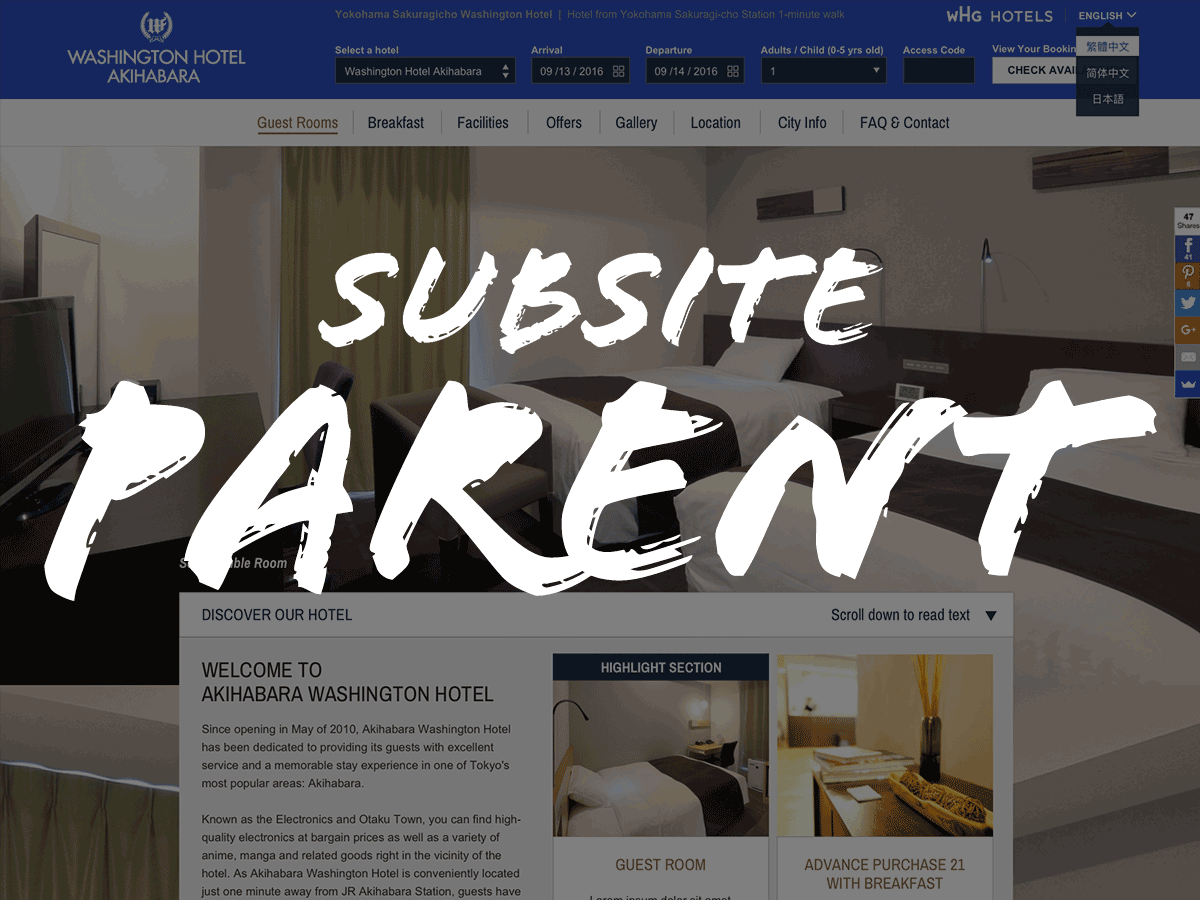 Yokohama Sakuragicho Washington Hotel | Hotel from Yokohama Sakuragi-cho Station 1-minute walk
WHG HOTELS
ENGLISH
繁體中文
简体中文
日本語
WASHINGTON HOTEL
AKIHABARA
Select a hotel
Arrival
Departure
Adults / Child (0-5 yrs old)
Access Code
View Your Bookin
Washington Hotel Akihabara
09 /13 / 2016
09 /14 / 2016
1
CHECK AVAI
Guest Rooms
Breakfast
Facilities
Offers
Gallery
Location
City Info
FAQ & Contact
47
Shares
41
6
G+
SUBSITE
PARENT
ble Room
DISCOVER OUR HOTEL
Scroll down to read text
WELCOME TO
AKIHABARA WASHINGTON HOTEL
Since opening in May of 2010, Akihabara Washington Hotel
has been dedicated to providing its guests with excellent
service and a memorable stay experience in one of Tokyo's
most popular areas: Akihabara.
Known as the Electronics and Otaku Town, you can find high-
quality electronics at bargain prices as well as a variety of
anime, manga and related goods right in the vicinity of the
hotel. As Akihabara Washington Hotel is conveniently located
just one minute away from JR Akihabara Station, guests have
HIGHLIGHT SECTION
GUEST ROOM
Lorem ipsum dolor sit amet
ADVANCE PURCHASE 21
WITH BREAKFAST